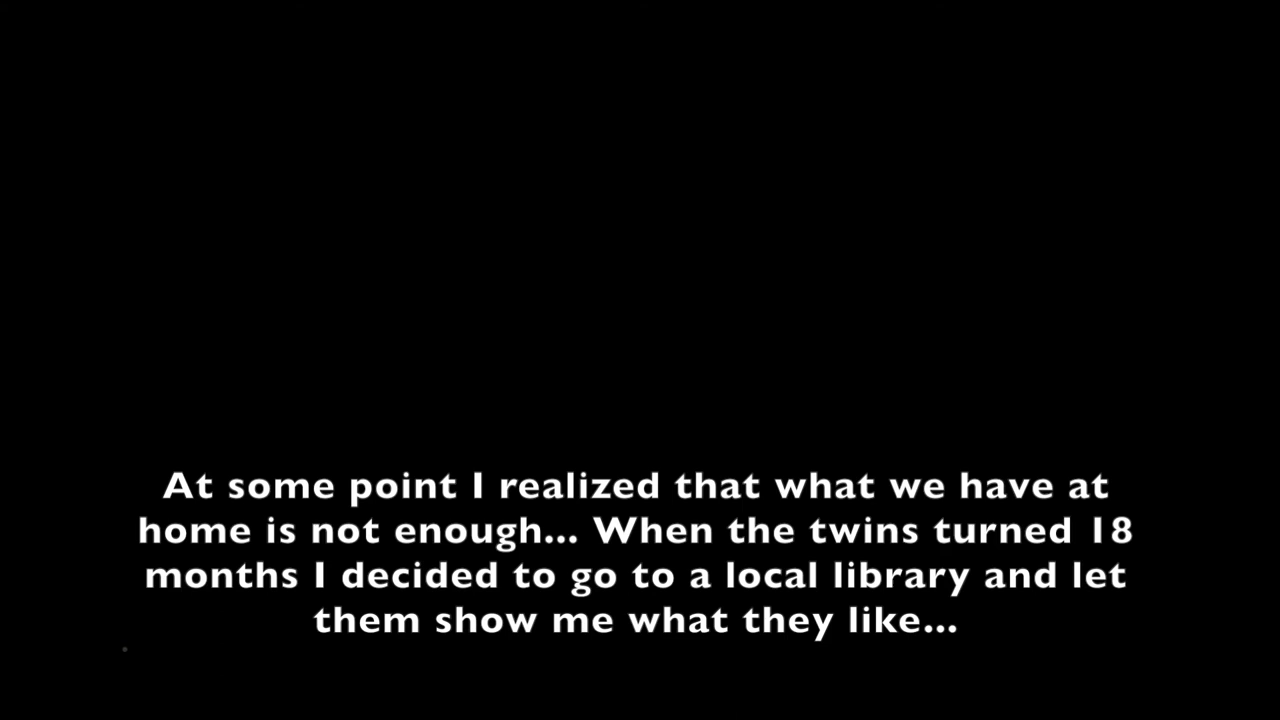 At some point I realized that what we have at
home is not enough... When the twins turned 18
months I decided to go to a local library and let
them show me what they like...